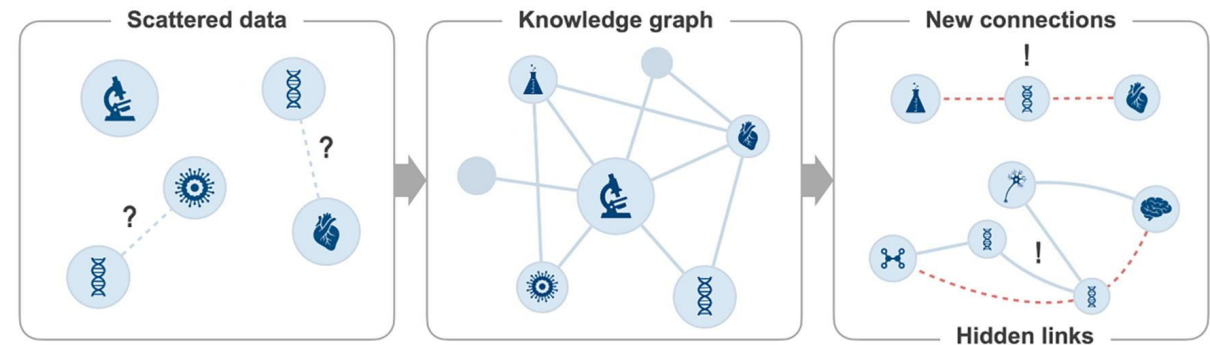 Scattered data
?
?
Knowledge graph
New connections
!
!
Hidden links